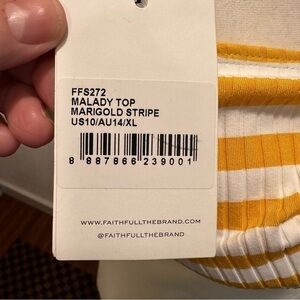 FFS272
MALADY TOP
MARIGOLD STRIPE
US10/AU14/XL
8 887866 239001
WWW.FAITHFULLTHEBRAND.COM
@FAITHFULLTHEBRAND